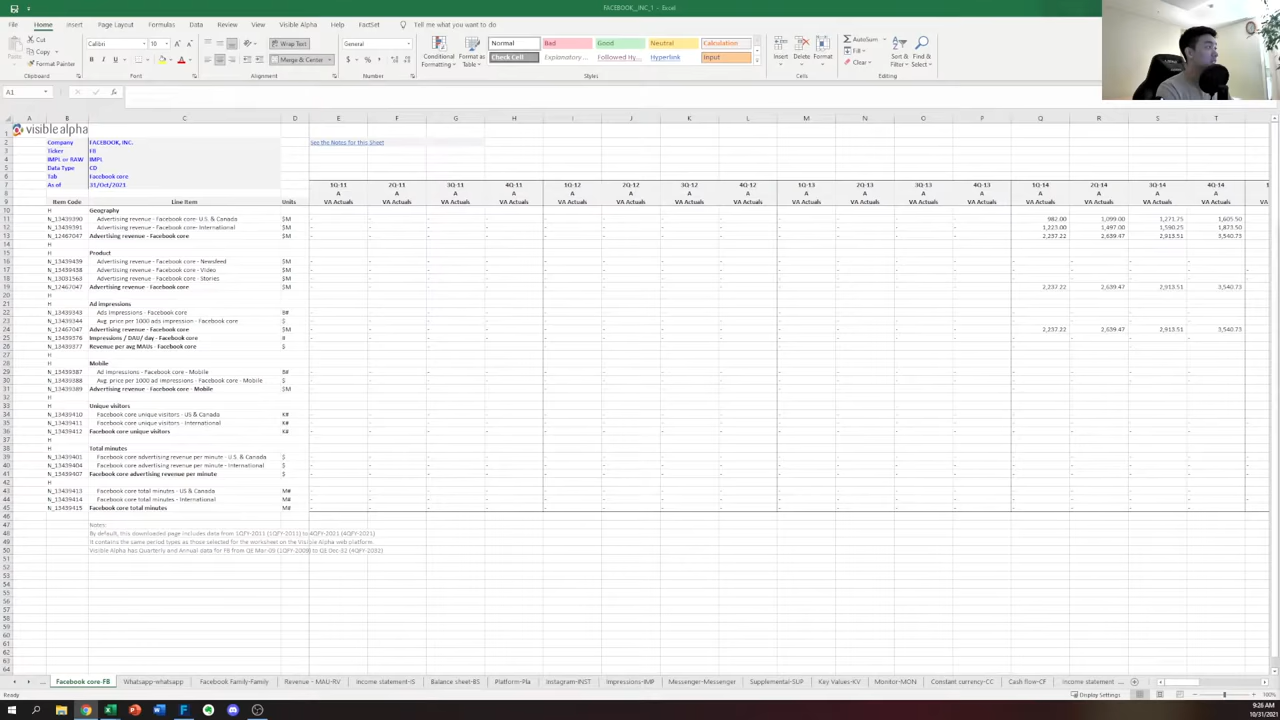 FACEBOOK,_INC_1 - Excel
File Home Insert Page Layout Formulas Data Review View Visible Alpha Help FactSet Tell me what you want to do
Cut
Copy
Format Painter
Clipboard
Calibri 10
B I U
Font
Wrap Text
Merge & Center
Alignment
General
$ % ,
Number
Conditional Formatting
Format as Table
Normal Bad Good Neutral Calculation
Check Cell Explanatory ... Followed Hy... Hyperlink Input
Styles
Insert Delete Format
Cells
AutoSum
Fill
Clear
Sort & Filter
Find & Select
Editing
A1
A B C D E F G H I J K L M N O P Q R S T
visible alpha
Company FACEBOOK, INC. See the Notes for this Sheet
Ticker FB
IMPL or RAW IMPL
Data Type CD
Tab Facebook core
As of 31/Oct/2021 1Q-11 2Q-11 3Q-11 4Q-11 1Q-12 2Q-12 3Q-12 4Q-12 1Q-13 2Q-13 3Q-13 4Q-13 1Q-14 2Q-14 3Q-14 4Q-14
A A A A A A A A A A A A A A A A
Item Code Line Item Units VA Actuals VA Actuals VA Actuals VA Actuals VA Actuals VA Actuals VA Actuals VA Actuals VA Actuals VA Actuals VA Actuals VA Actuals VA Actuals VA Actuals VA Actuals VA Actuals
H Geography
N_13439390 Advertising revenue - Facebook core- U.S. & Canada $M 982.00 1,099.00 1,271.75 1,605.50
N_13439391 Advertising revenue - Facebook core- International $M 1,223.00 1,497.00 1,590.25 1,873.50
N_12467047 Advertising revenue - Facebook core $M 2,237.22 2,639.47 2,913.51 3,540.73
H
H Product
N_13439439 Advertising revenue - Facebook core - Newsfeed $M
N_13439438 Advertising revenue - Facebook core - Video $M
N_13031563 Advertising revenue - Facebook core - Stories $M
N_12467047 Advertising revenue - Facebook core $M 2,237.22 2,639.47 2,913.51 3,540.73
H
H Ad impressions
N_13439343 Ads Impressions - Facebook core B#
N_13439344 Avg. price per 1000 ads impression - Facebook core $
N_12467047 Advertising revenue - Facebook core $M 2,237.22 2,639.47 2,913.51 3,540.73
N_13439376 Impressions / DAU/ day - Facebook core #
N_13439377 Revenue per avg MAUs - Facebook core $
H
H Mobile
N_13439387 Ad impressions - Facebook core - Mobile B#
N_13439388 Avg. price per 1000 ad impressions - Facebook core - Mobile $
N_13439389 Advertising revenue - Facebook core - Mobile $M
H
H Unique visitors
N_13439410 Facebook core unique visitors - US & Canada K#
N_13439411 Facebook core unique visitors - International K#
N_13439412 Facebook core unique visitors K#
H
H Total minutes
N_13439401 Facebook core advertising revenue per minute - U.S. & Canada $
N_13439404 Facebook core advertising revenue per minute - International $
N_13439407 Facebook core advertising revenue per minute $
N_13439413 Facebook core total minutes - US & Canada M#
N_13439414 Facebook core total minutes - International M#
N_13439415 Facebook core total minutes M#
Notes:
By default, this downloaded page includes data from 1QFY-2011 (1QFY-2011) to 4QFY-2021 (4QFY-2021)
It contains the same period types as those selected for the worksheet on the Visible Alpha web platform.
Visible Alpha has Quarterly and Annual data for FB from QE Mar-09 (1QFY-2009) to QE Dec-32 (4QFY-2032)
... Facebook core-FB Whatsapp-whatsapp Facebook Family-Family Revenue - MAU-RV Income statement-IS Balance sheet-BS Platform-Pla Instagram-INST Impressions-IMP Messenger-Messenger Supplemental-SUP Key Values-KV Monitor-MON Constant currency-CC Cash flow-CF Income statement ...
Ready Display Settings 100%
9:26 AM
10/31/2021